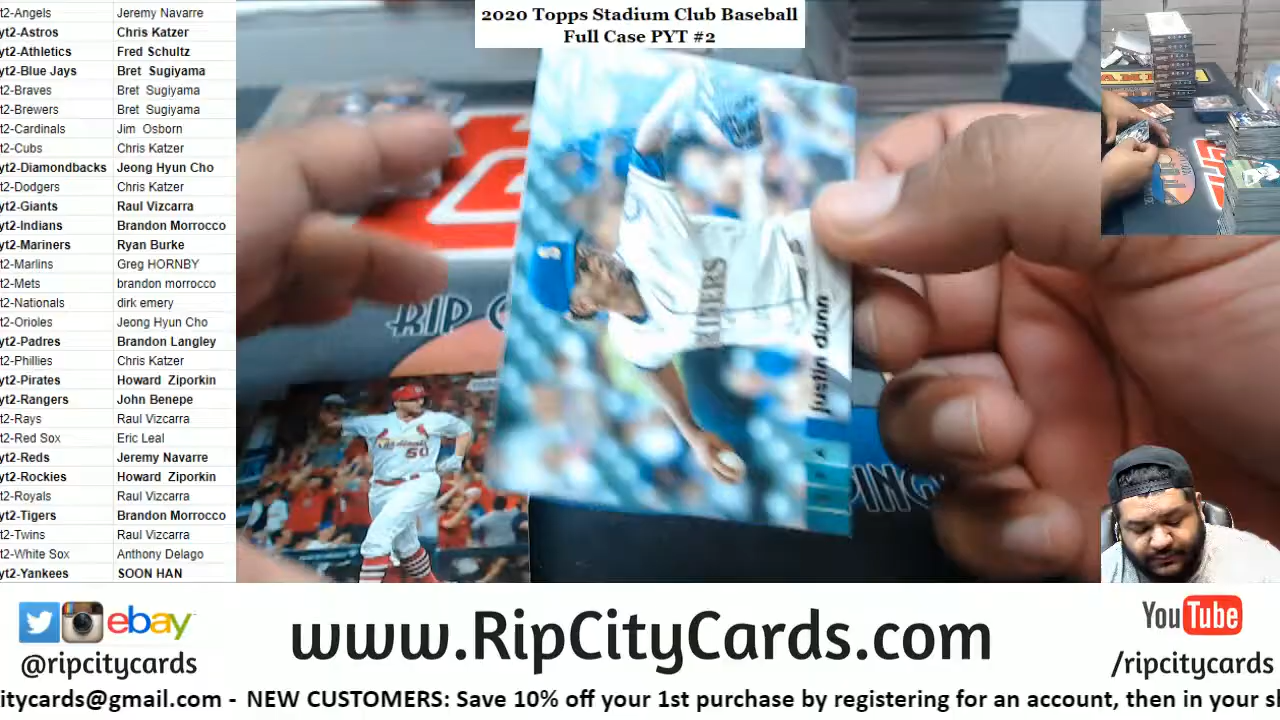 2020 Topps Stadium Club Baseball
Full Case PYT #2
t2-Angels Jeremy Navarre
yt2-Astros Chris Katzer
yt2-Athletics Fred Schultz
yt2-Blue Jays Bret Sugiyama
t2-Braves Bret Sugiyama
t2-Brewers Bret Sugiyama
t2-Cardinals Jim Osborn
t2-Cubs Chris Katzer
yt2-Diamondbacks Jeong Hyun Cho
t2-Dodgers Chris Katzer
yt2-Giants Raul Vizcarra
yt2-Indians Brandon Morrocco
yt2-Mariners Ryan Burke
t2-Marlins Greg HORNBY
t2-Mets brandon morrocco
t2-Nationals dirk emery
t2-Orioles Jeong Hyun Cho
yt2-Padres Brandon Langley
t2-Phillies Chris Katzer
yt2-Pirates Howard Ziporkin
yt2-Rangers John Benepe
t2-Rays Raul Vizcarra
t2-Red Sox Eric Leal
yt2-Reds Jeremy Navarre
yt2-Rockies Howard Ziporkin
t2-Royals Raul Vizcarra
yt2-Tigers Brandon Morrocco
t2-Twins Raul Vizcarra
t2-White Sox Anthony Delago
yt2-Yankees SOON HAN
justin dunn
RIP
PING
Cardinals
50
ebay
@ripcitycards
www.RipCityCards.com
YouTube
/ripcitycards
citycards@gmail.com - NEW CUSTOMERS: Save 10% off your 1st purchase by registering for an account, then in your sh